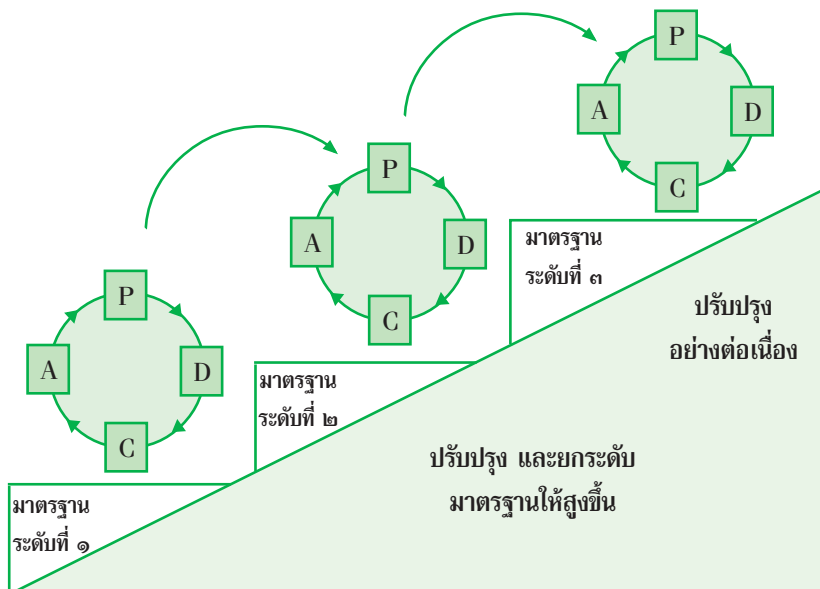 P
A
D
C
P
A
D
C
P
A
D
C
มาตรฐาน
ระดับที่ ๓
ปรับปรุง
อย่างต่อเนื่อง
มาตรฐาน
ระดับที่ ๒
ปรับปรุง และยกระดับ
มาตรฐานให้สูงขึ้น
มาตรฐาน
ระดับที่ ๑